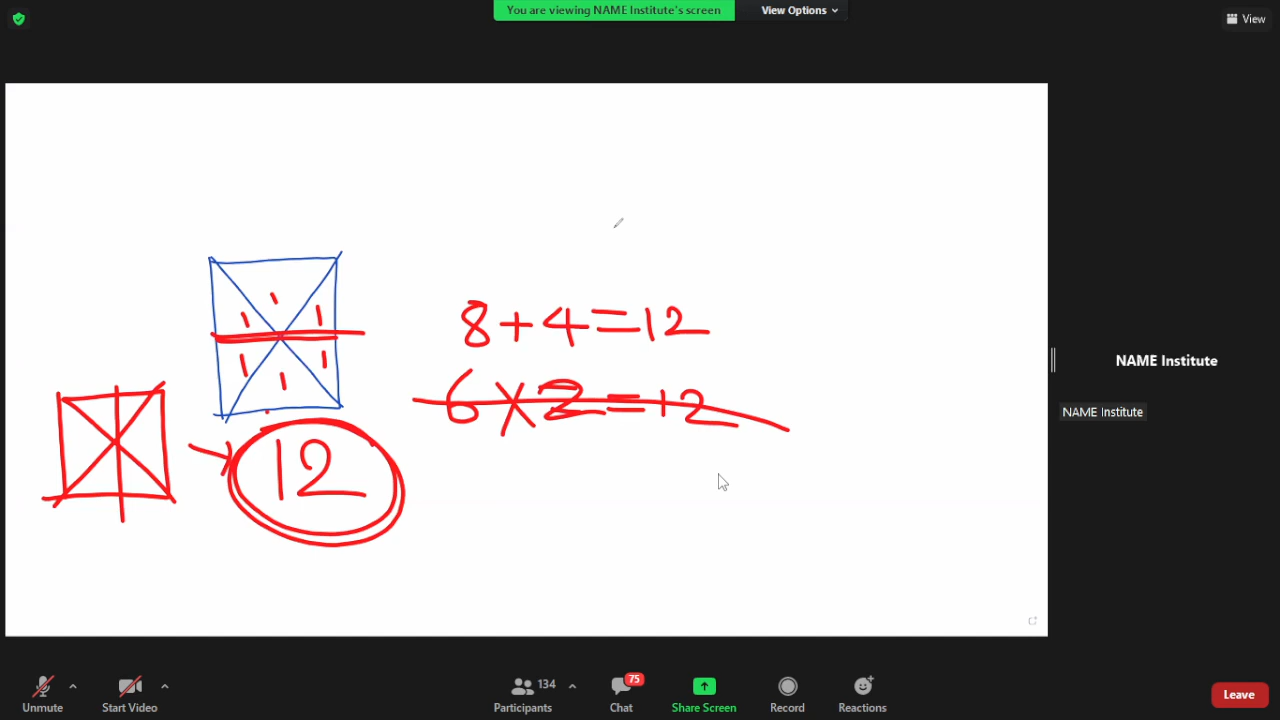 You are viewing NAME Institute's screen
View Options
View
8+4=12
6×2=12
12
NAME Institute
NAME Institute
Unmute
Start Video
134
Participants
75
Chat
Share Screen
Record
Reactions
Leave